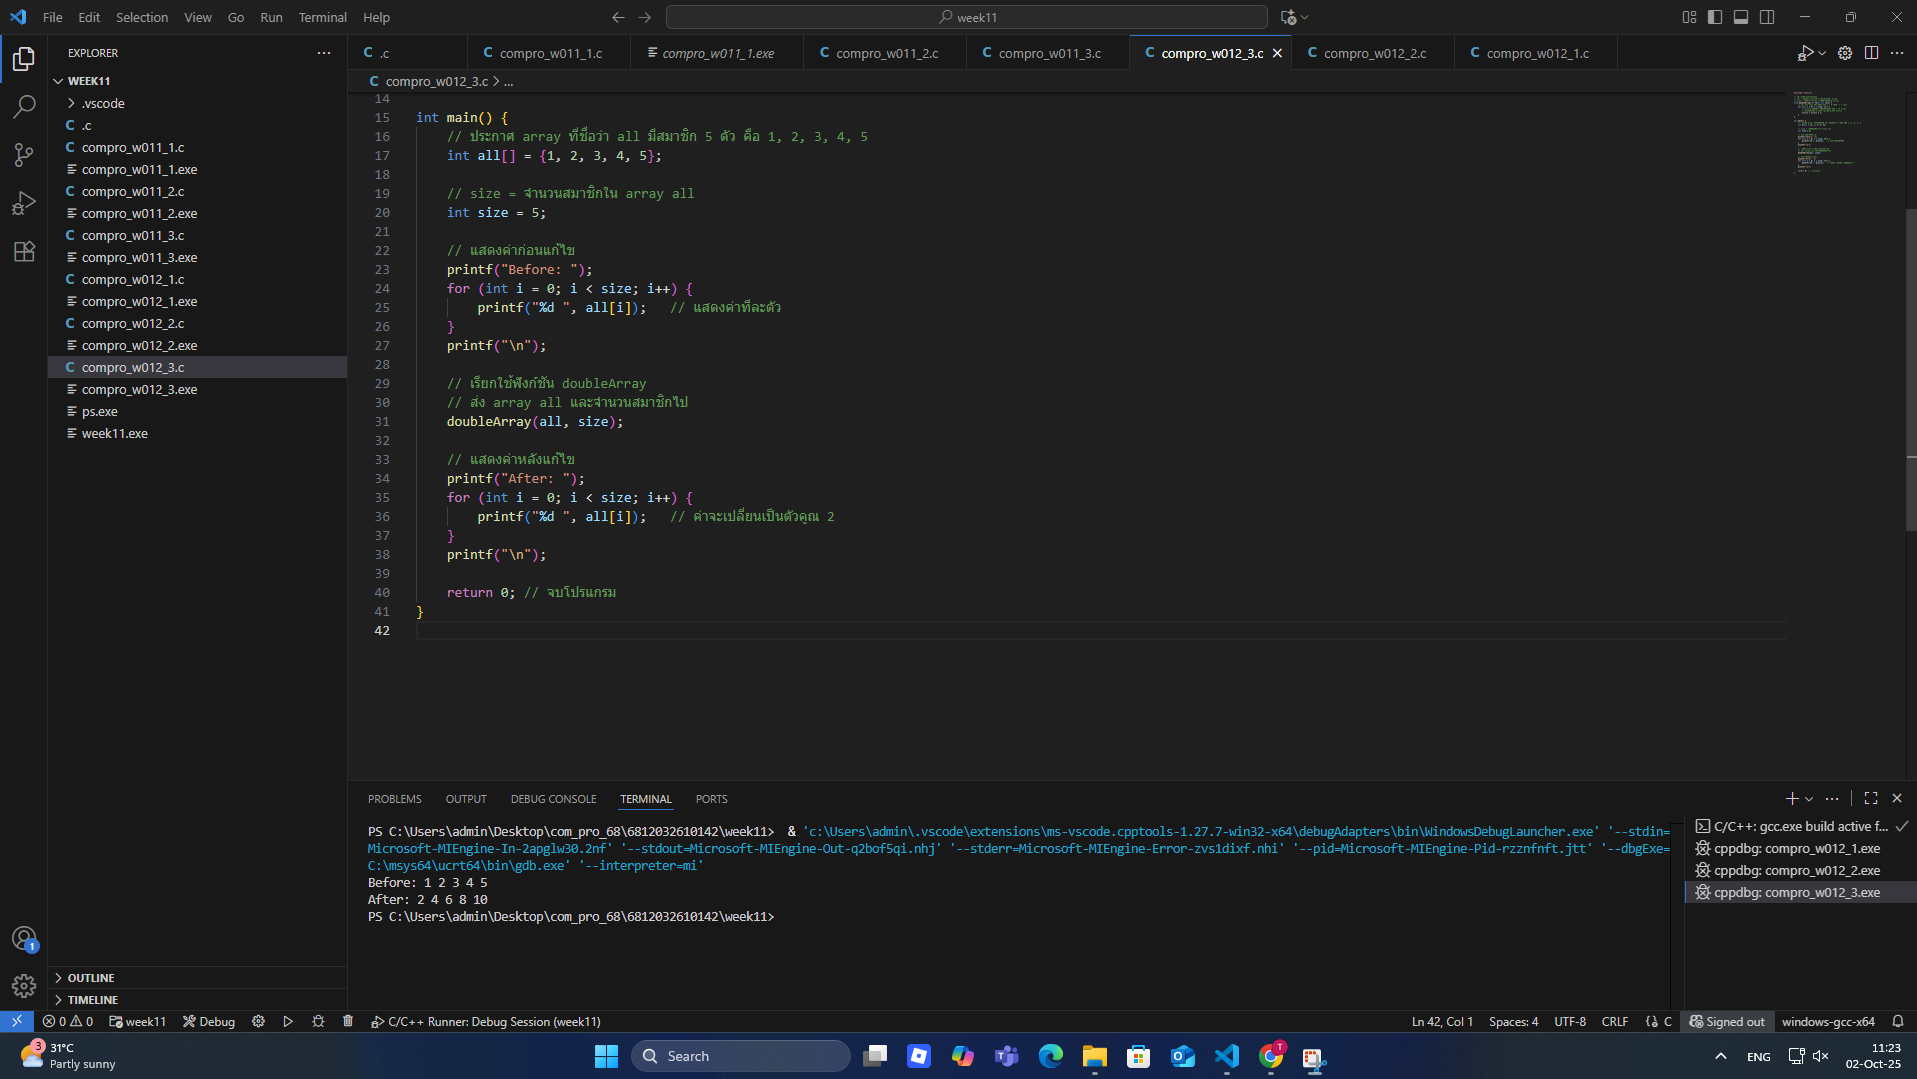 File Edit Selection View Go Run Terminal Help
week11
EXPLORER
WEEK11
.vscode
.c
compro_w011_1.c
compro_w011_1.exe
compro_w011_2.c
compro_w011_2.exe
compro_w011_3.c
compro_w011_3.exe
compro_w012_1.c
compro_w012_1.exe
compro_w012_2.c
compro_w012_2.exe
compro_w012_3.c
compro_w012_3.exe
ps.exe
week11.exe
OUTLINE
TIMELINE
.c compro_w011_1.c compro_w011_1.exe compro_w011_2.c compro_w011_3.c compro_w012_3.c compro_w012_2.c compro_w012_1.c
compro_w012_3.c > ...
14
15 int main() {
16 // ประกาศ array ที่ชื่อว่า all มีสมาชิก 5 ตัว คือ 1, 2, 3, 4, 5
17 int all[] = {1, 2, 3, 4, 5};
18
19 // size = จำนวนสมาชิกใน array all
20 int size = 5;
21
22 // แสดงค่าก่อนแก้ไข
23 printf("Before: ");
24 for (int i = 0; i < size; i++) {
25 printf("%d ", all[i]); // แสดงค่าทีละตัว
26 }
27 printf("\n");
28
29 // เรียกใช้ฟังก์ชัน doubleArray
30 // ส่ง array all และจำนวนสมาชิกไป
31 doubleArray(all, size);
32
33 // แสดงค่าหลังแก้ไข
34 printf("After: ");
35 for (int i = 0; i < size; i++) {
36 printf("%d ", all[i]); // ค่าจะเปลี่ยนเป็นตัวคูณ 2
37 }
38 printf("\n");
39
40 return 0; // จบโปรแกรม
41 }
42
PROBLEMS OUTPUT DEBUG CONSOLE TERMINAL PORTS
PS C:\Users\admin\Desktop\com_pro_68\6812032610142\week11> & 'c:\Users\admin\.vscode\extensions\ms-vscode.cpptools-1.27.7-win32-x64\debugAdapters\bin\WindowsDebugLauncher.exe' '--stdin=
Microsoft-MIEngine-In-2apglw30.2nf' '--stdout=Microsoft-MIEngine-Out-q2bof5qi.nhj' '--stderr=Microsoft-MIEngine-Error-zvs1dixf.nhi' '--pid=Microsoft-MIEngine-Pid-rzznfnft.jtt' '--dbgExe=
C:\msys64\ucrt64\bin\gdb.exe' '--interpreter=mi'
Before: 1 2 3 4 5
After: 2 4 6 8 10
PS C:\Users\admin\Desktop\com_pro_68\6812032610142\week11>
C/C++: gcc.exe build active f...
cppdbg: compro_w012_1.exe
cppdbg: compro_w012_2.exe
cppdbg: compro_w012_3.exe
1
0 0 week11 Debug C/C++ Runner: Debug Session (week11)
Ln 42, Col 1 Spaces: 4 UTF-8 CRLF {} C Signed out windows-gcc-x64
3
31°C
Partly sunny
Search
T
ENG
11:23
02-Oct-25